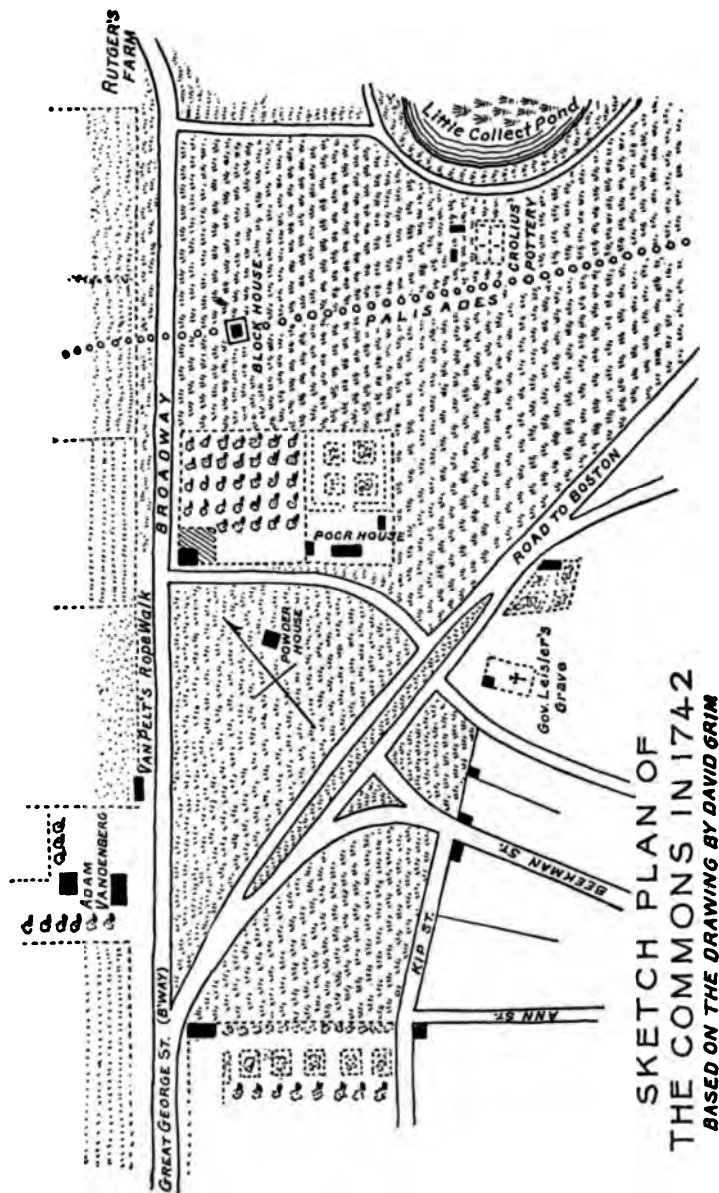 RUTGER'S
FARM
Little Collect Pond
BROADWAY
BLOCK HOUSE
PALISADES
CROLIUS'
POTTERY
VAN PELT'S Rope Walk
POOR HOUSE
ROAD TO BOSTON
POWDER
HOUSE
Gov. Leisler's
Grave
ADAM
VANDENBERG
GREAT GEORGE ST. (B'WAY)
KIP ST.
BEEKMAN ST.
ANN ST.
SKETCH PLAN OF
THE COMMONS IN 1742
BASED ON THE DRAWING BY DAVID GRIM